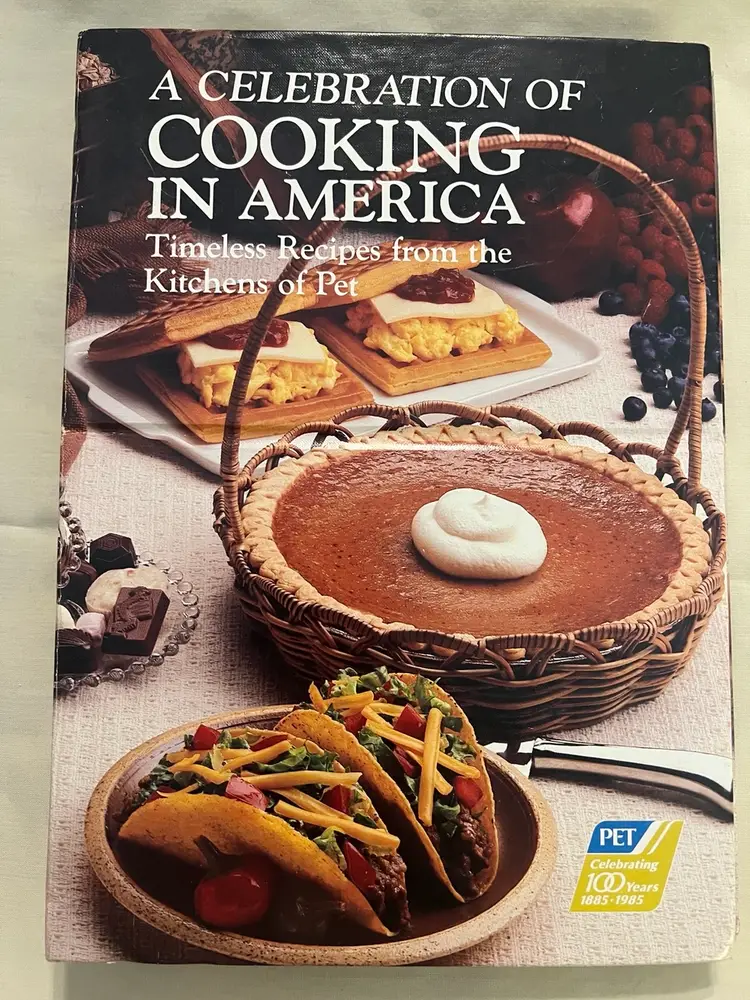 A CELEBRATION OF
COOKING
IN AMERICA
Timeless Recipes from the
Kitchens of Pet
PET
Celebrating
100 Years
1885·1985